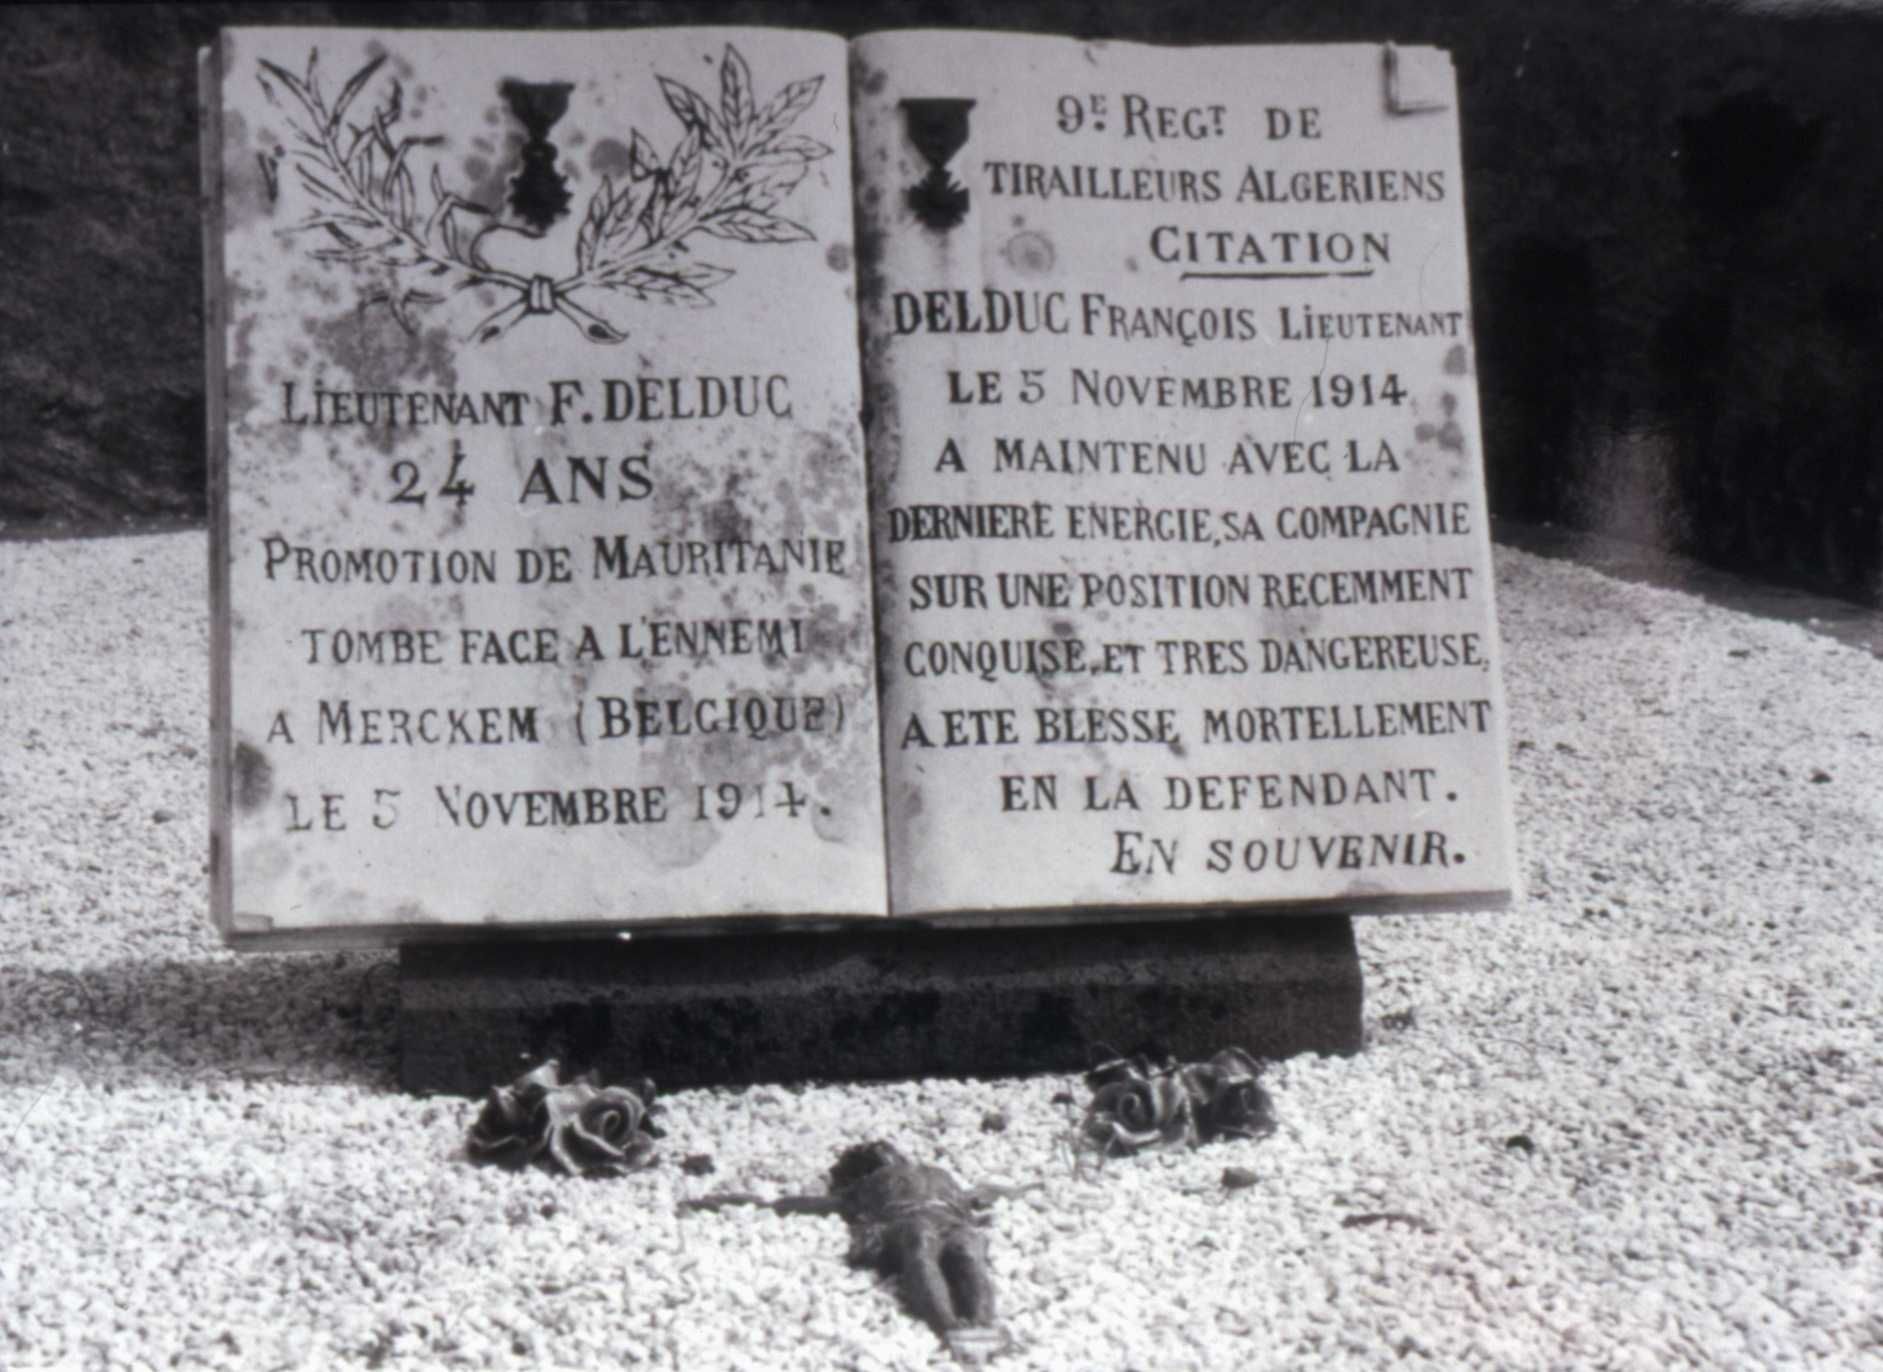 LIEUTENANT F. DELDUC
24 ANS
PROMOTION DE MAURITANIE
TOMBE FACE A L'ENNEMI
A MERCKEM (BELGIQUE)
LE 5 NOVEMBRE 1914.
9E. REGT. DE
TIRAILLEURS ALGERIENS
CITATION
DELDUC FRANÇOIS LIEUTENANT
LE 5 NOVEMBRE 1914
A MAINTENU AVEC LA
DERNIERE ENERGIE, SA COMPAGNIE
SUR UNE POSITION RECEMMENT
CONQUISE, ET TRES DANGEREUSE,
A ETE BLESSE MORTELLEMENT
EN LA DEFENDANT.
EN SOUVENIR.